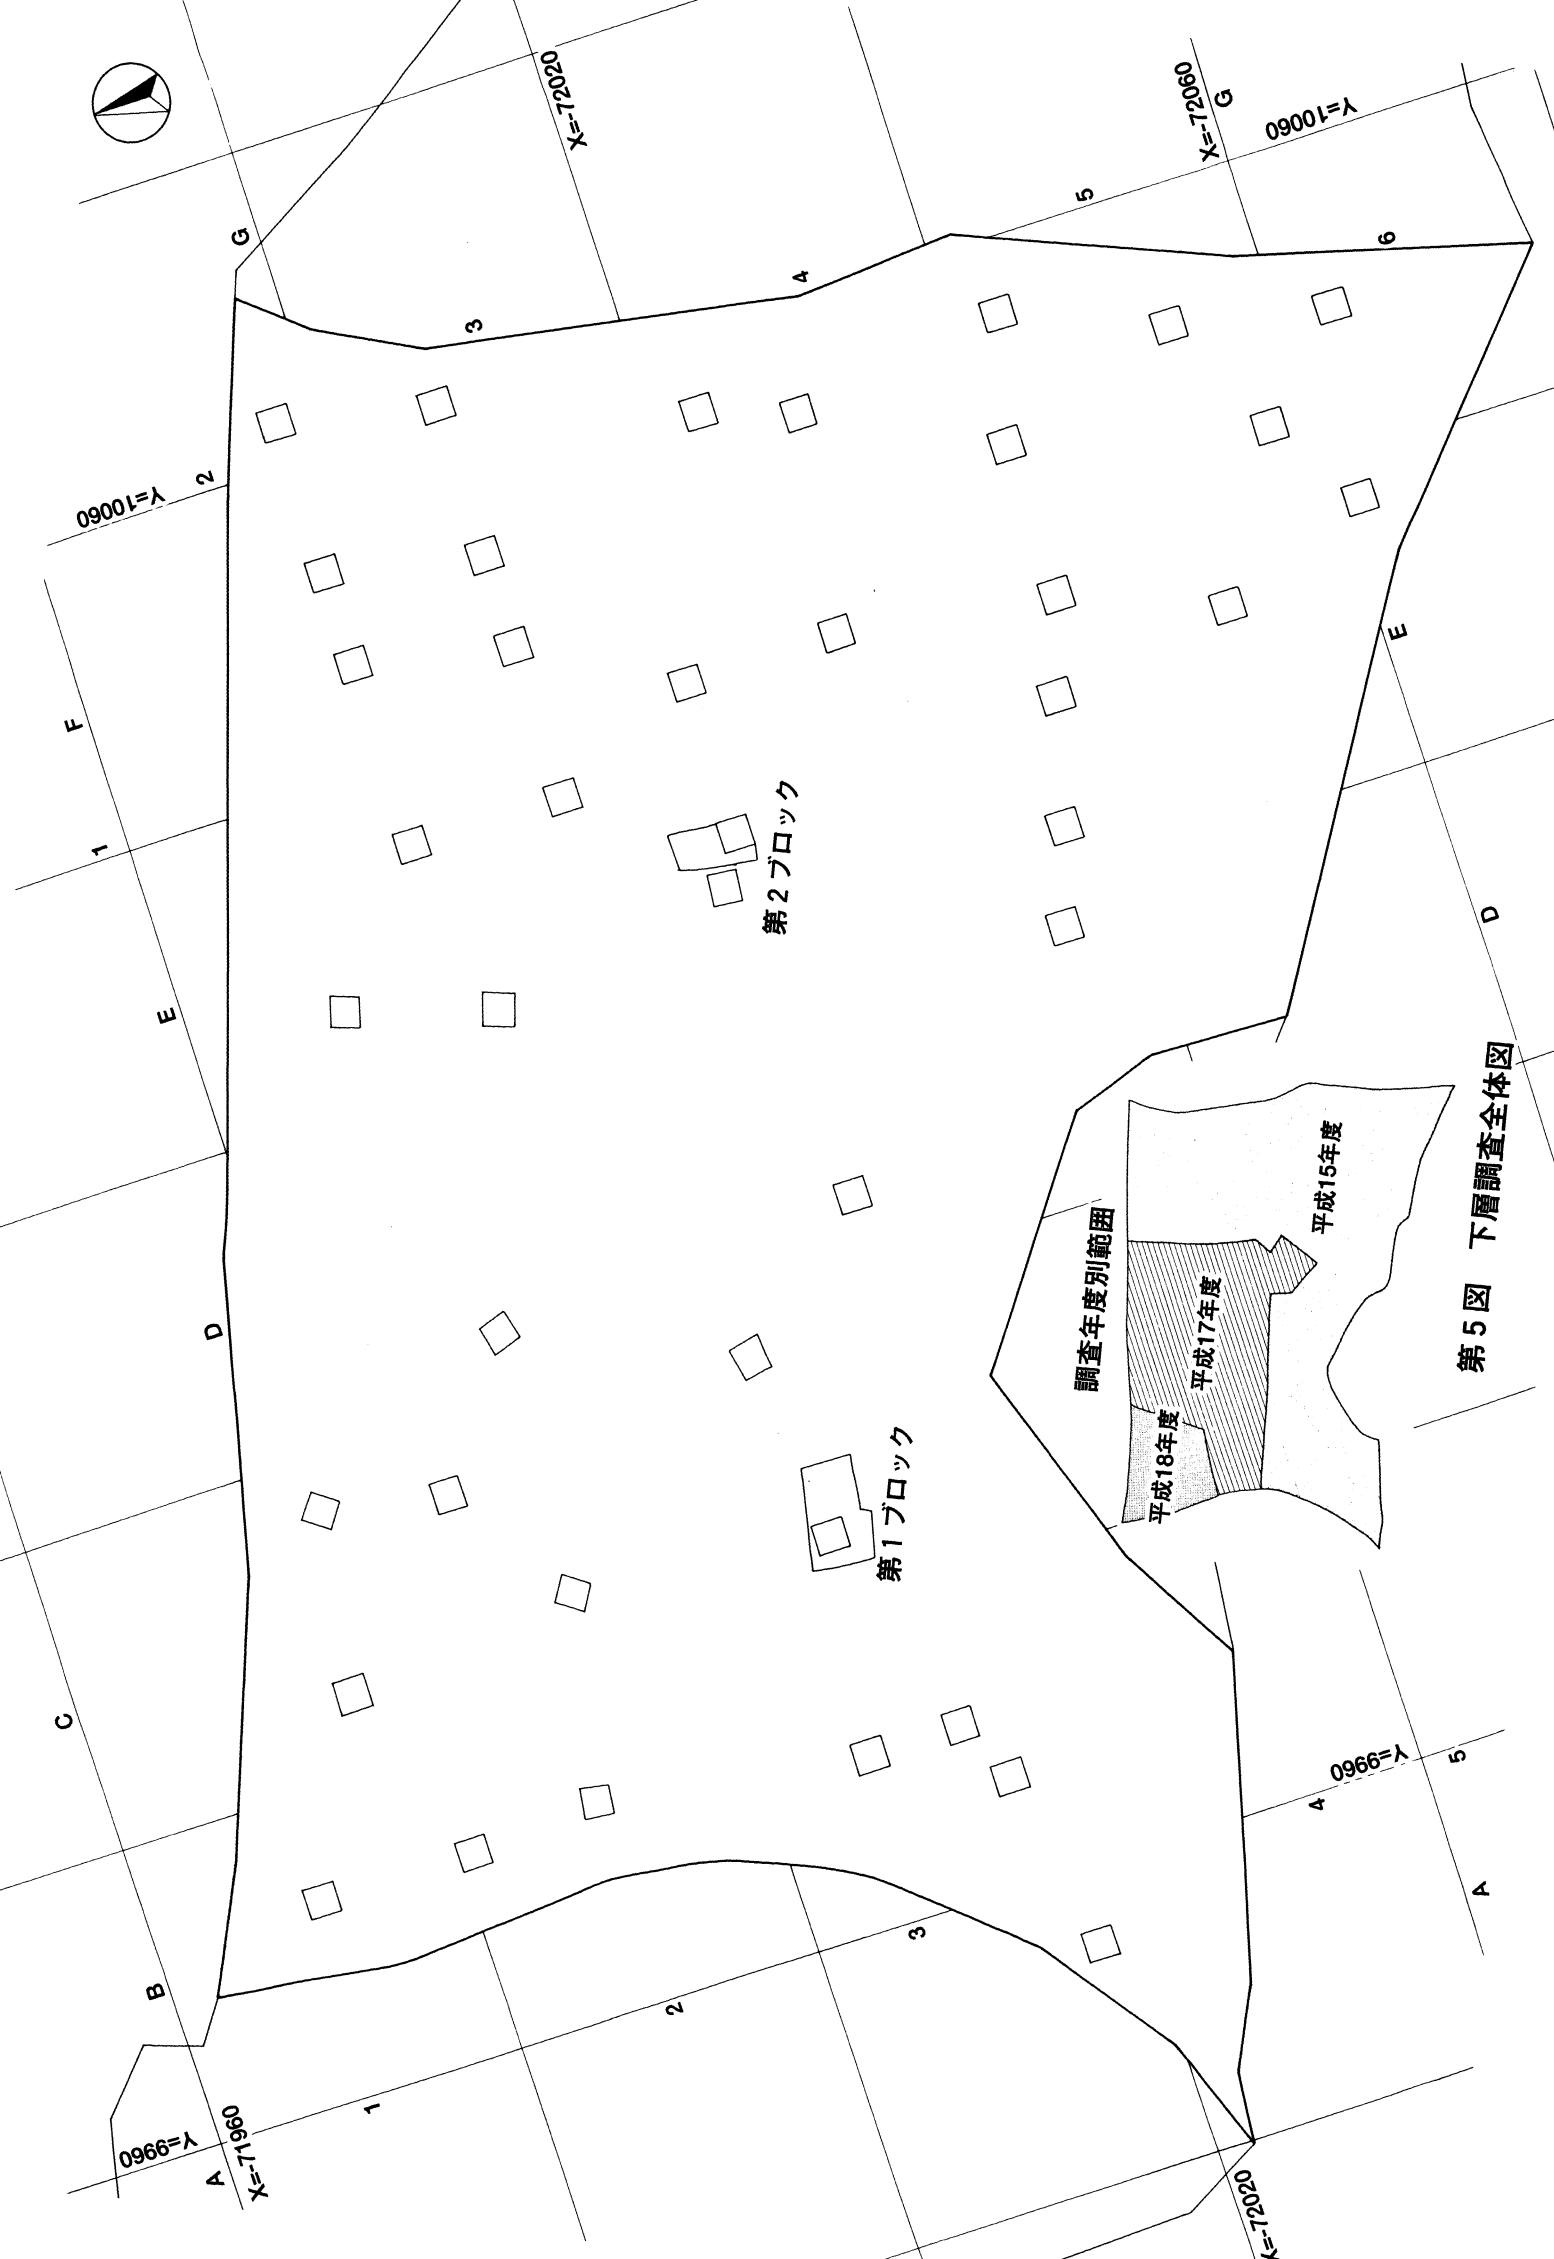 G
X=-72020
X=-72060
G
Y=10060
5
6
4
3
2
Y=10060
F
1
E
D
C
B
A
Y=9960
X=-71960
1
2
3
4
5
Y=9960
A
X=-72020
E
D
第2ブロック
第1ブロック
調査年度別範囲
平成15年度
平成17年度
平成18年度
第5図 下層調査全体図